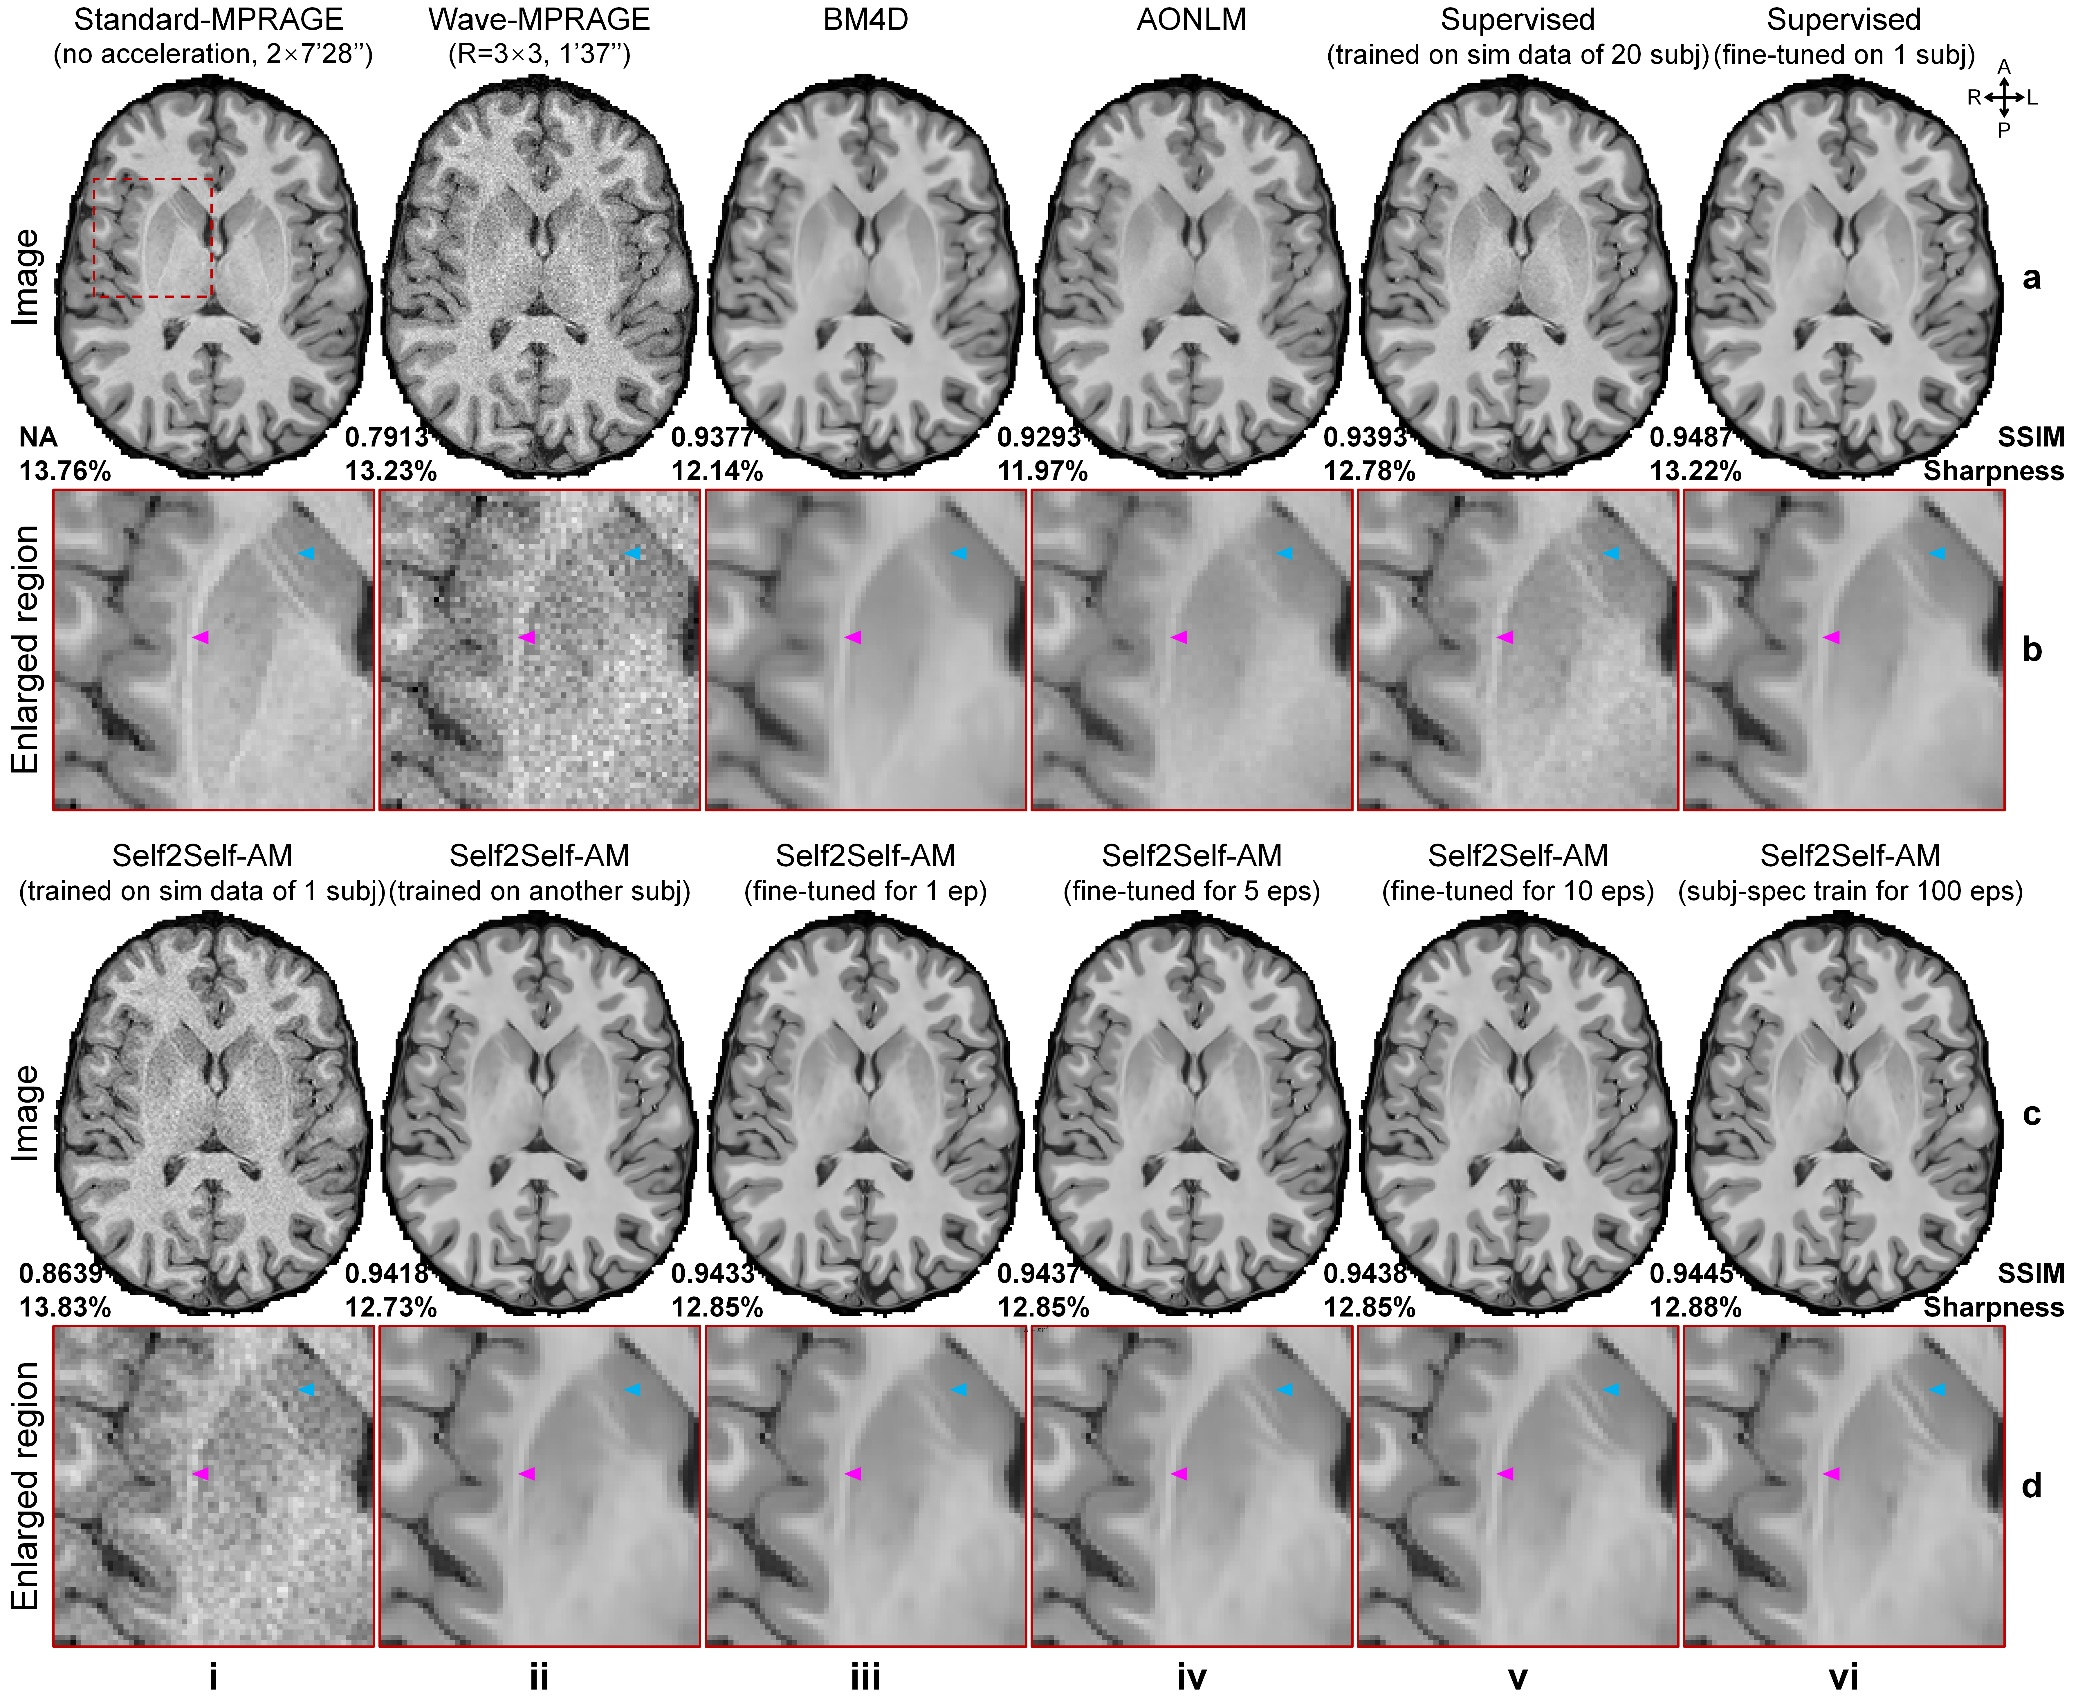 Standard-MPRAGE
(no acceleration, 2×7’28’’)
Wave-MPRAGE
(R=3×3, 1’37’’)
BM4D
AONLM
Supervised
(trained on sim data of 20 subj)
Supervised
(fine-tuned on 1 subj)
A
R L
P
Image
a
NA
13.76%
0.7913
13.23%
0.9377
12.14%
0.9293
11.97%
0.9393
12.78%
0.9487
13.22%
SSIM
Sharpness
Enlarged region
b
Self2Self-AM
(trained on sim data of 1 subj)
Self2Self-AM
(trained on another subj)
Self2Self-AM
(fine-tuned for 1 ep)
Self2Self-AM
(fine-tuned for 5 eps)
Self2Self-AM
(fine-tuned for 10 eps)
Self2Self-AM
(subj-spec train for 100 eps)
Image
c
0.8639
13.83%
0.9418
12.73%
0.9433
12.85%
0.9437
12.85%
0.9438
12.85%
0.9445
12.88%
SSIM
Sharpness
Enlarged region
d
i
ii
iii
iv
v
vi